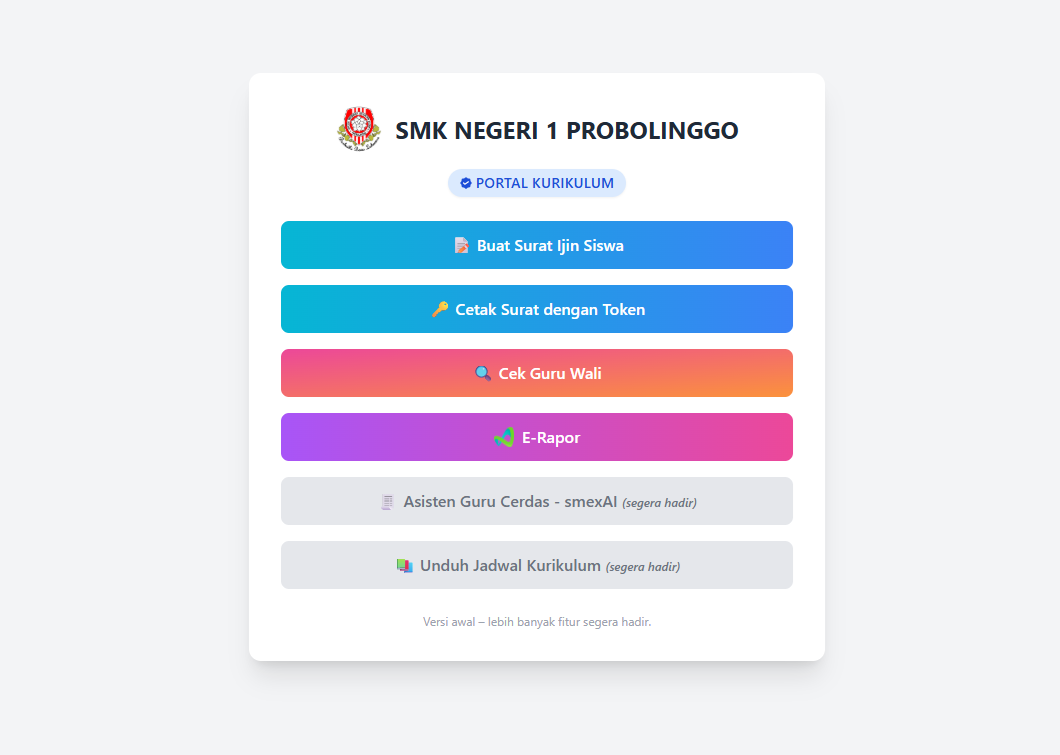 SMK NEGERI 1 PROBOLINGGO
PORTAL KURIKULUM
Buat Surat Ijin Siswa
Cetak Surat dengan Token
Cek Guru Wali
E-Rapor
Asisten Guru Cerdas - smexAI (segera hadir)
Unduh Jadwal Kurikulum (segera hadir)
Versi awal – lebih banyak fitur segera hadir.